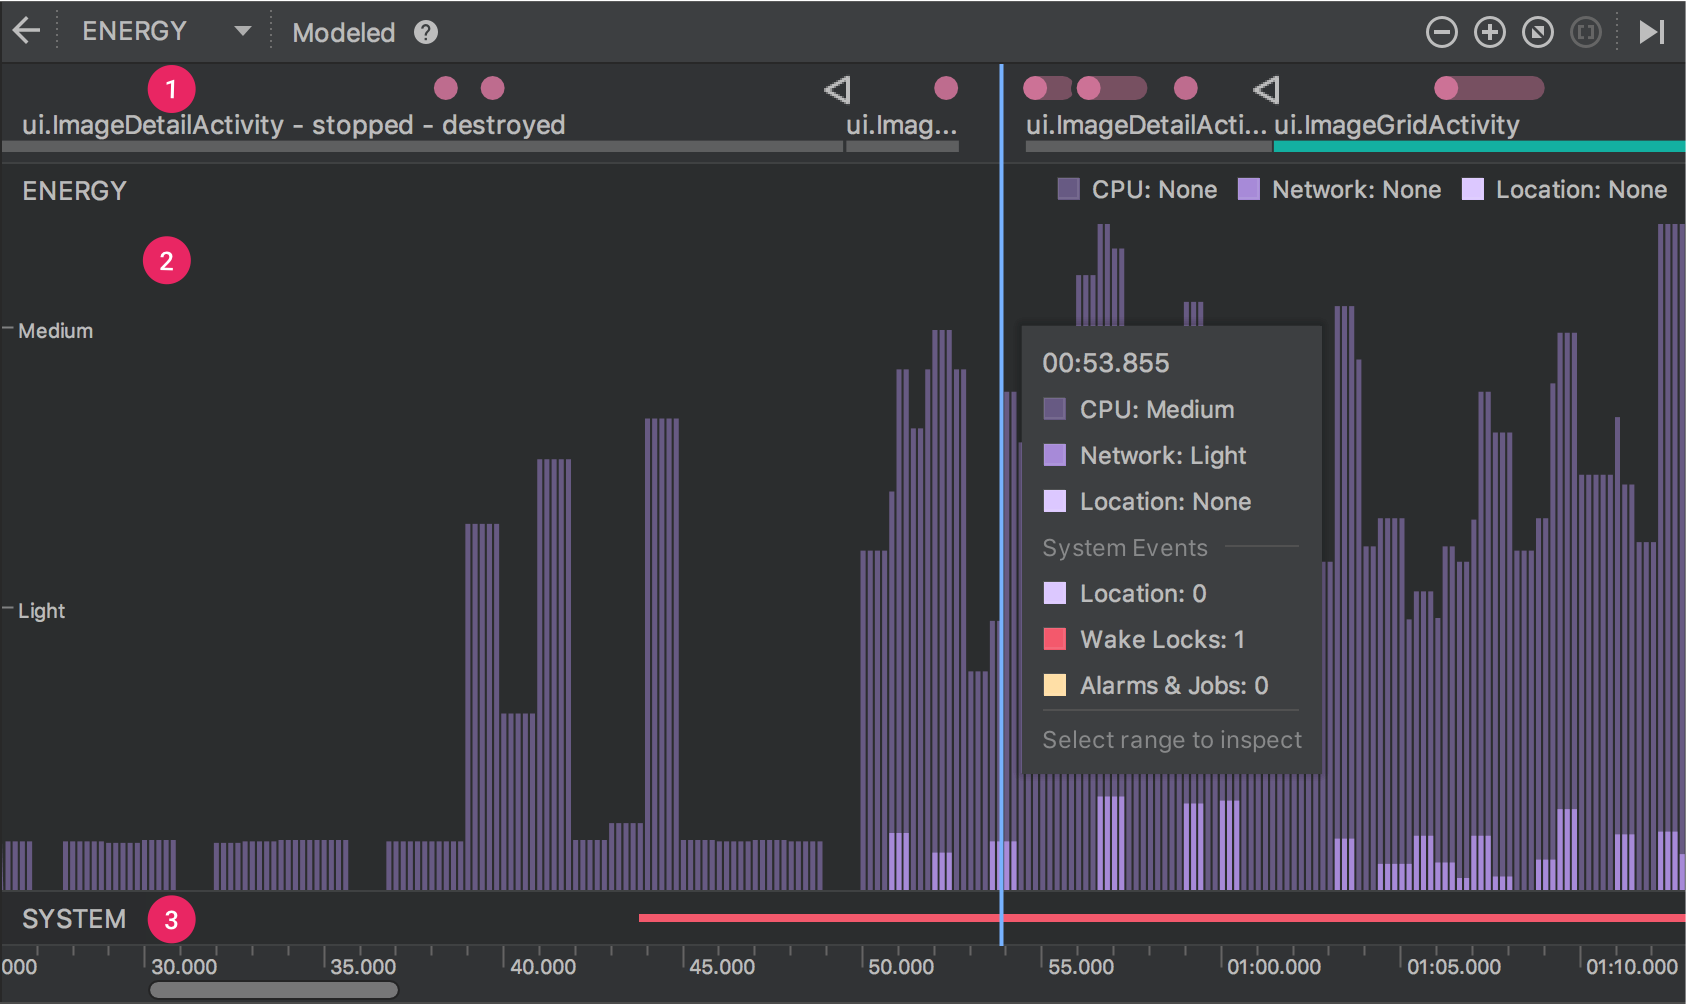 ENERGY Modeled ?
1
ui.ImageDetailActivity - stopped - destroyed ui.Imag... ui.ImageDetailActi... ui.ImageGridActivity
ENERGY CPU: None Network: None Location: None
2
Medium
00:53.855
CPU: Medium
Network: Light
Location: None
System Events
Light
Location: 0
Wake Locks: 1
Alarms & Jobs: 0
Select range to inspect
SYSTEM 3
000 30.000 35.000 40.000 45.000 50.000 55.000 01:00.000 01:05.000 01:10.000